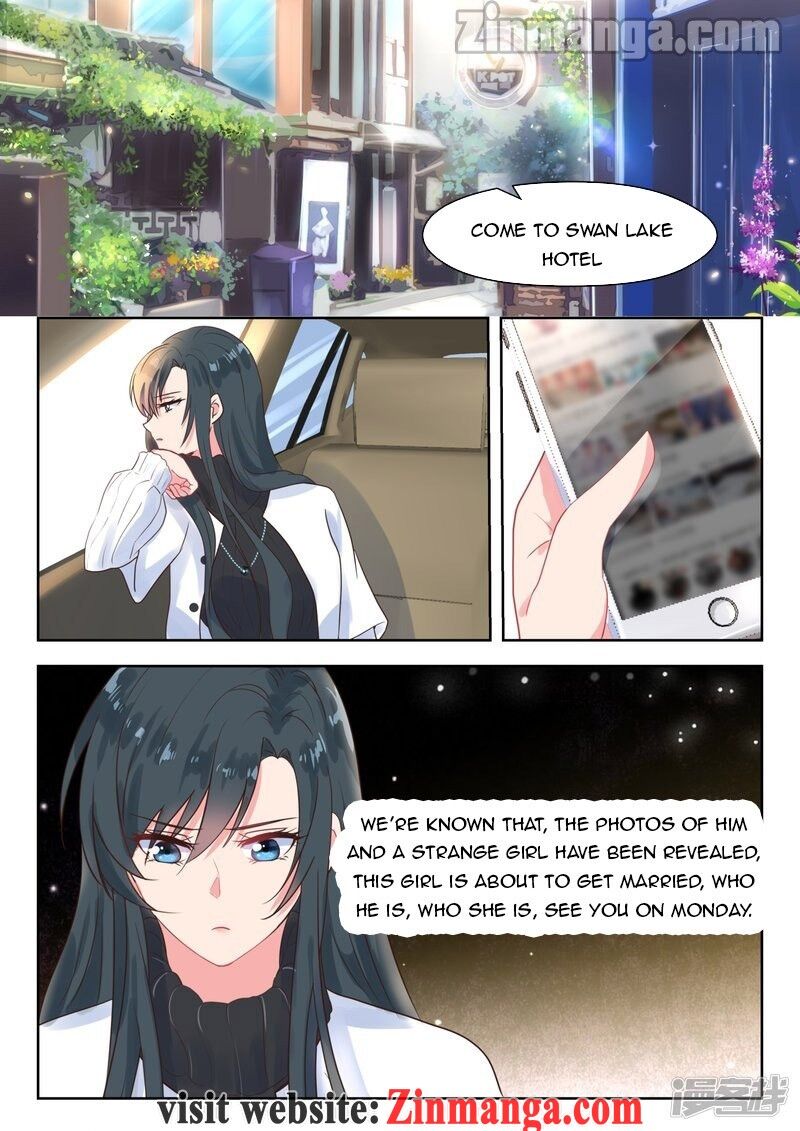 Zinmanga.com
K POT
COME TO SWAN LAKE
HOTEL
WE'RE KNOWN THAT, THE PHOTOS OF HIM
AND A STRANGE GIRL HAVE BEEN REVEALED,
THIS GIRL IS ABOUT TO GET MARRIED, WHO
HE IS, WHO SHE IS, SEE YOU ON MONDAY.
漫客栈
visit website: Zinmanga.com